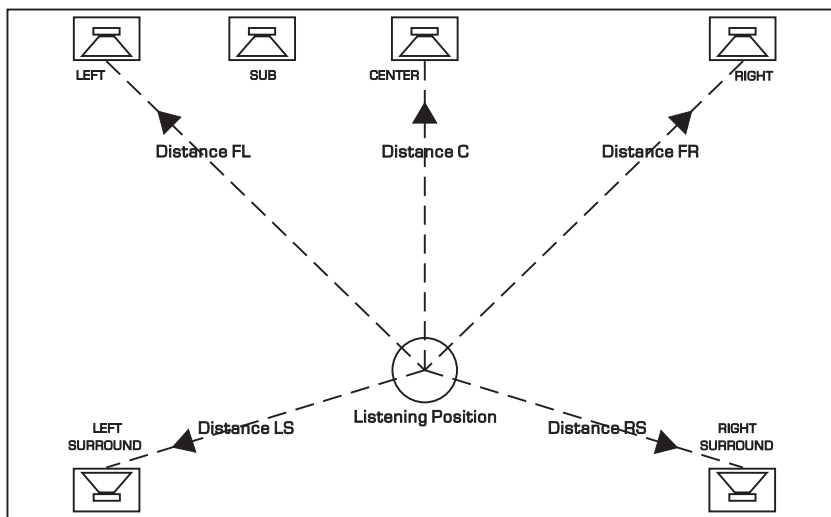 LEFT
SUB
CENTER
RIGHT
Distance FL
Distance C
Distance FR
Listening Position
Distance LS
Distance RS
LEFT
SURROUND
RIGHT
SURROUND